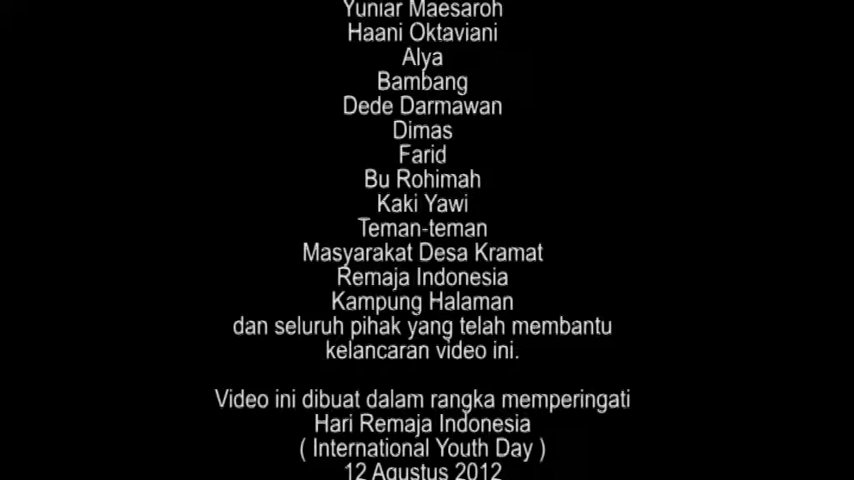 Yuniar Maesaroh
Haani Oktaviani
Alya
Bambang
Dede Darmawan
Dimas
Farid
Bu Rohimah
Kaki Yawi
Teman-teman
Masyarakat Desa Kramat
Remaja Indonesia
Kampung Halaman
dan seluruh pihak yang telah membantu
kelancaran video ini.
Video ini dibuat dalam rangka memperingati
Hari Remaja Indonesia
( International Youth Day )
12 Agustus 2012